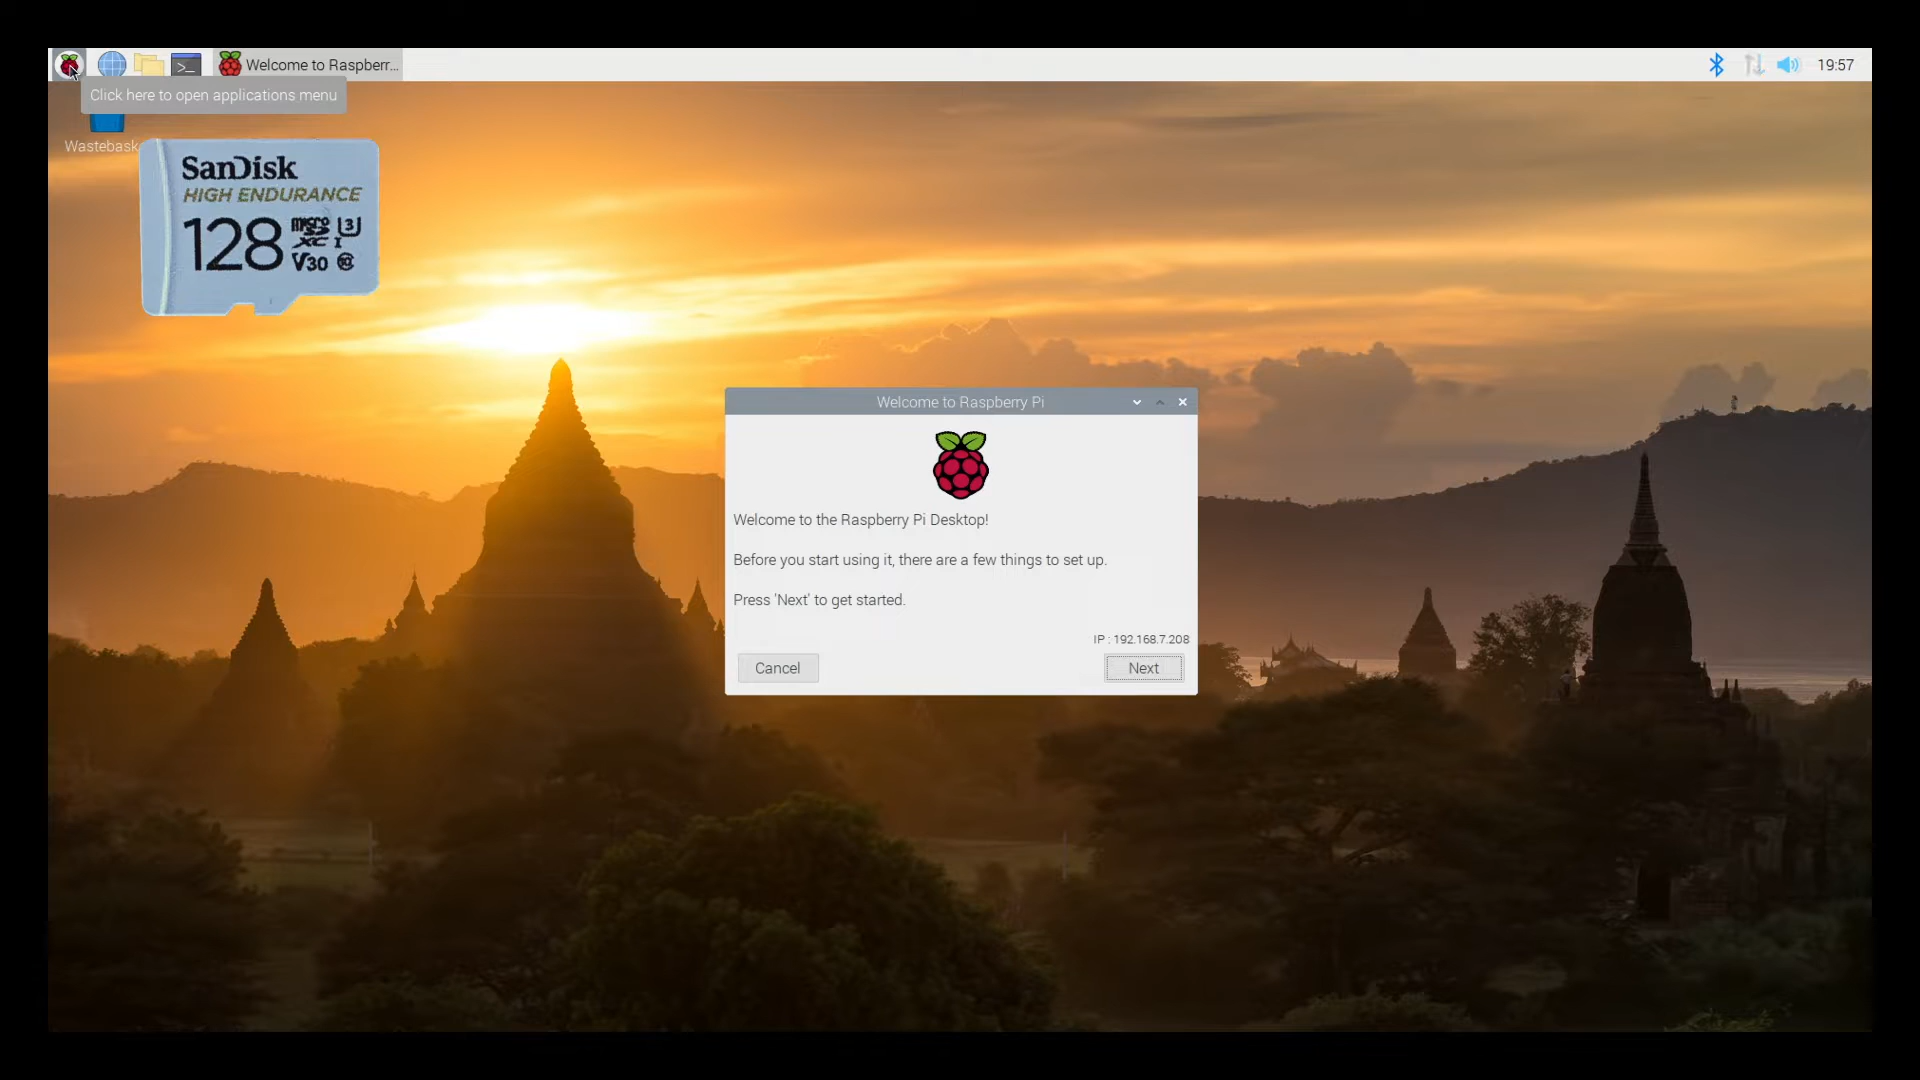 Welcome to Raspberr...
19:57
Click here to open applications menu
Wastebask
SanDisk
HIGH ENDURANCE
128
micro
SD
XC I
U3
V30
10
Welcome to Raspberry Pi
Welcome to the Raspberry Pi Desktop!
Before you start using it, there are a few things to set up.
Press 'Next' to get started.
IP : 192.168.7.208
Cancel
Next